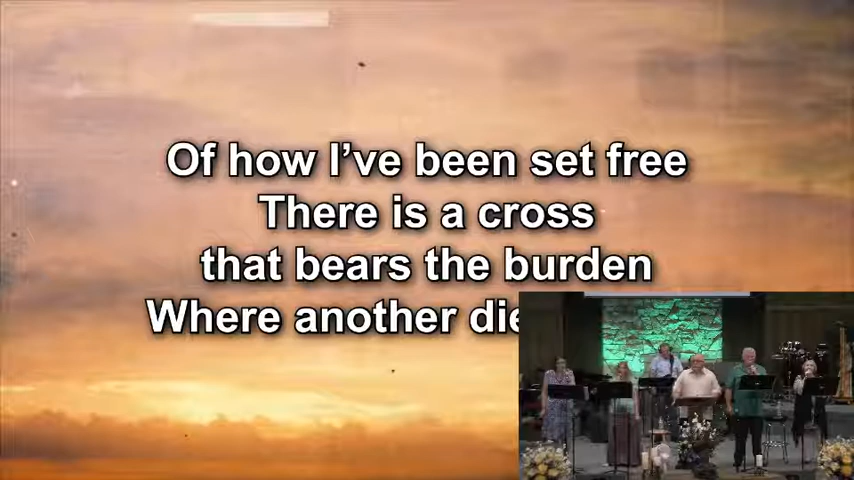 Of how I've been set free
There is a cross
that bears the burden
Where another die